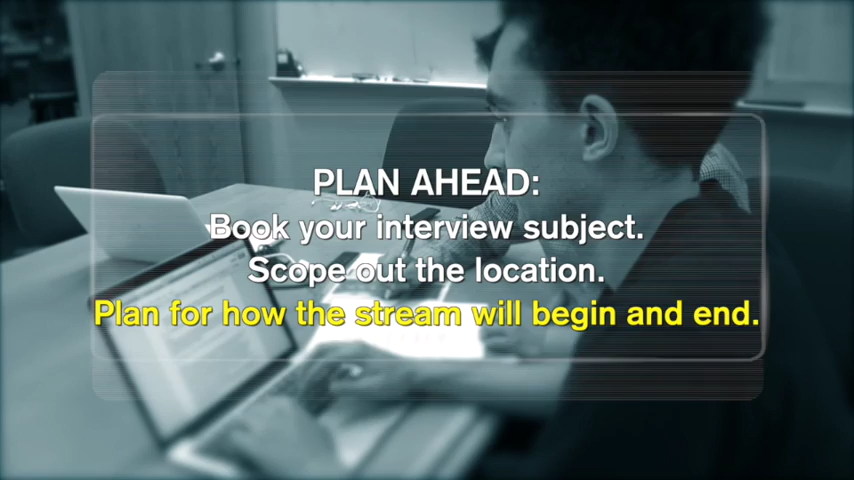 PLAN AHEAD:
Book your interview subject.
Scope out the location.
Plan for how the stream will begin and end.